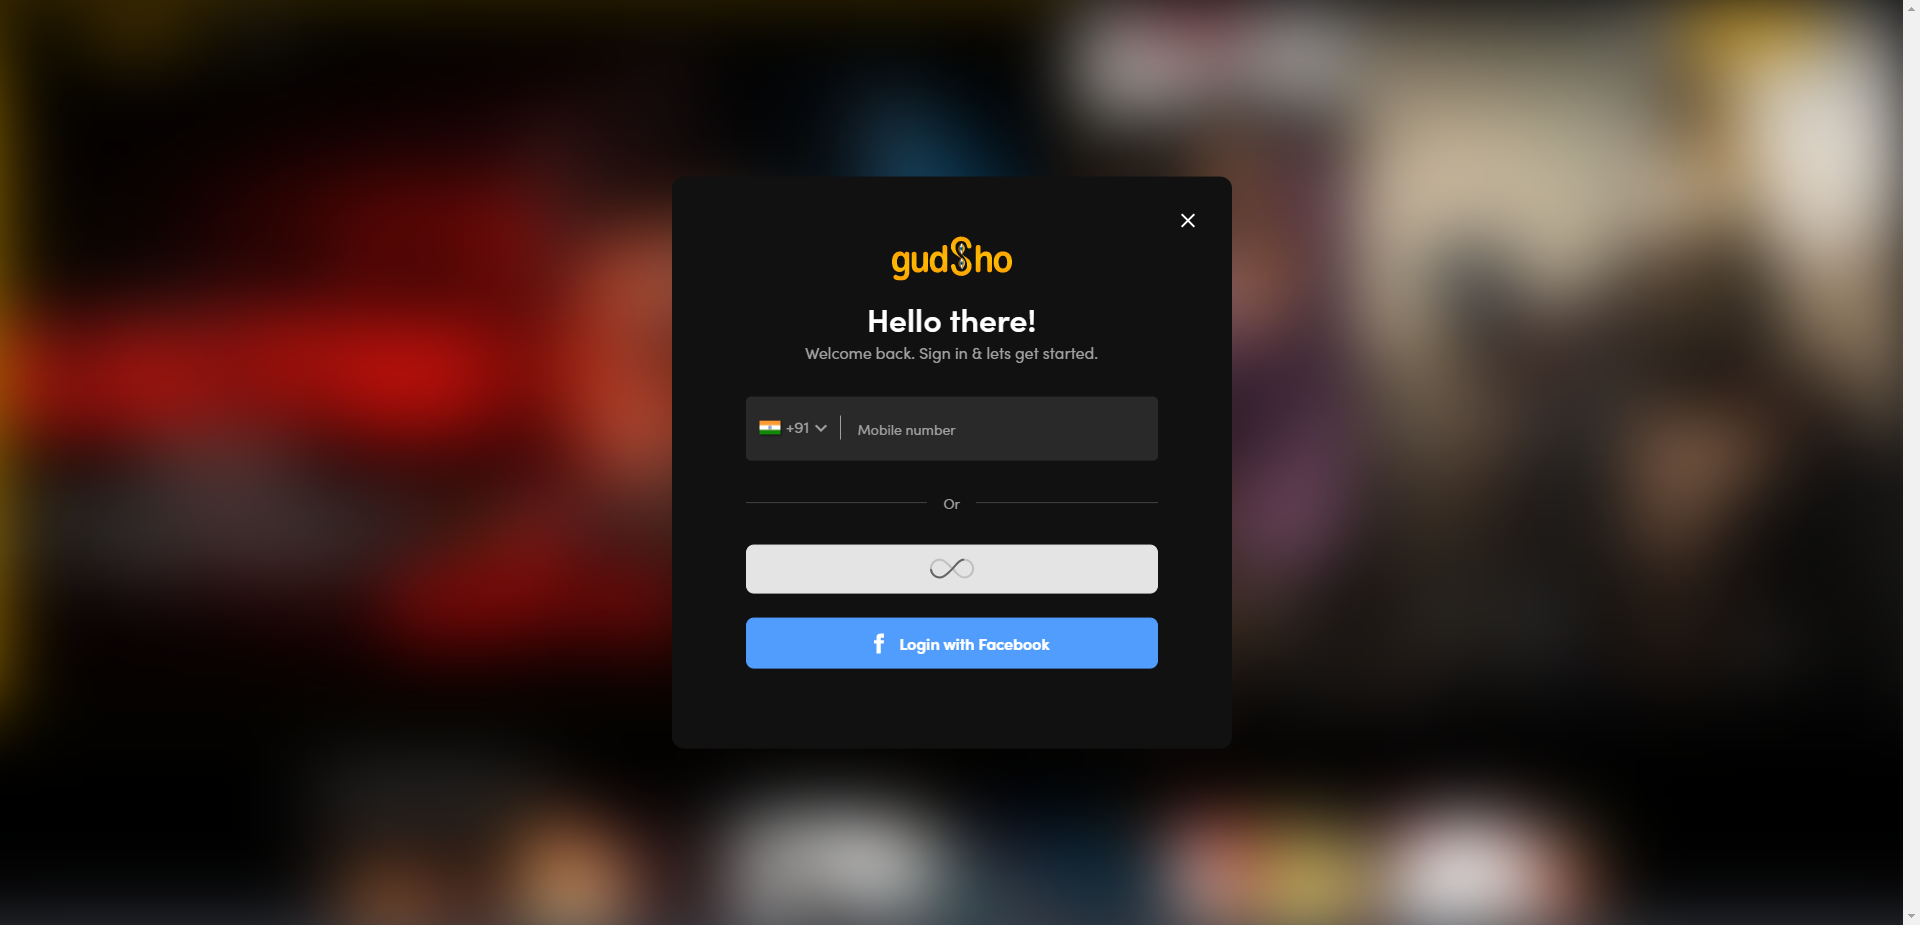 gudSho
Hello there!
Welcome back. Sign in & lets get started.
+91 Mobile number
Or
Login with Facebook